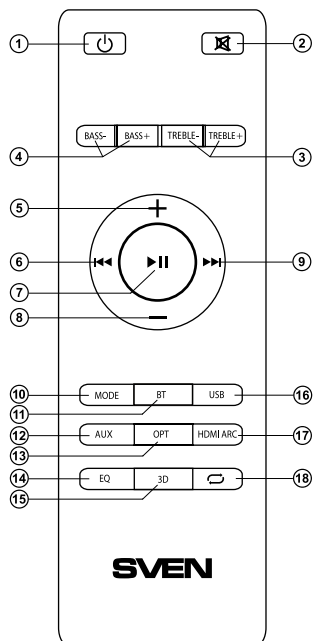 1 2
BASS- BASS+ TREBLE- TREBLE+
4 3
5
6 9
7
8
10 MODE BT USB 16
11
12 AUX OPT HDMI ARC 17
13
14 EQ 3D 18
15
SVEN